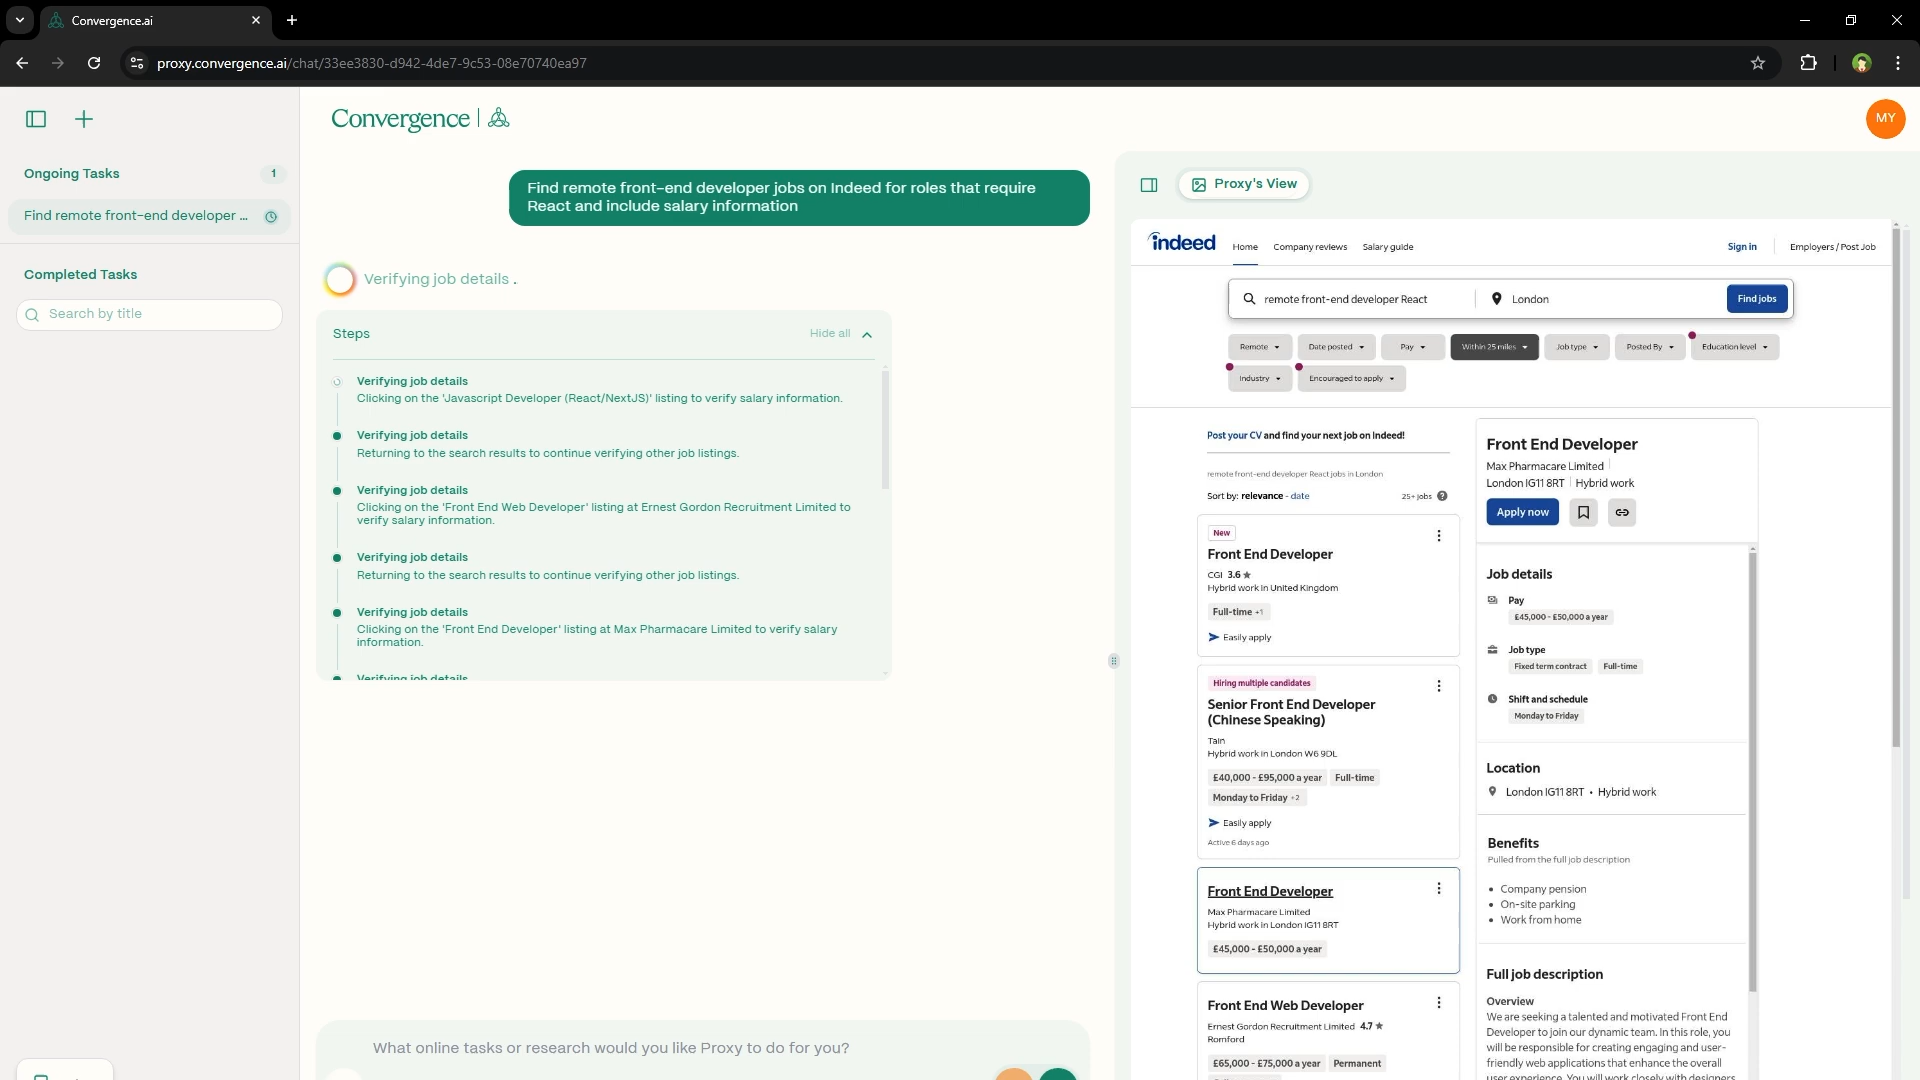 Convergence.ai
proxy.convergence.ai/chat/33ee3830-d942-4de7-9c53-08e70740ea97
Ongoing Tasks
1
Find remote front-end developer ...
Completed Tasks
Search by title
Convergence
MY
Find remote front-end developer jobs on Indeed for roles that require
React and include salary information
Verifying job details .
Steps
Hide all
Verifying job details
Clicking on the 'Javascript Developer (React/NextJS)' listing to verify salary information.
Verifying job details
Returning to the search results to continue verifying other job listings.
Verifying job details
Clicking on the 'Front End Web Developer' listing at Ernest Gordon Recruitment Limited to
verify salary information.
Verifying job details
Returning to the search results to continue verifying other job listings.
Verifying job details
Clicking on the 'Front End Developer' listing at Max Pharmacare Limited to verify salary
information.
Verifying job details
What online tasks or research would you like Proxy to do for you?
Proxy's View
indeed
Home
Company reviews
Salary guide
Sign in
Employers / Post Job
remote front-end developer React
London
Find jobs
Remote
Date posted
Pay
Within 25 miles
Job type
Posted By
Education level
Industry
Encouraged to apply
Post your CV and find your next job on Indeed!
remote front-end developer React jobs in London
Sort by: relevance - date
25+ jobs
New
Front End Developer
CGI 3.6
Hybrid work in United Kingdom
Full-time +1
Easily apply
Hiring multiple candidates
Senior Front End Developer
(Chinese Speaking)
Tain
Hybrid work in London W6 9DL
£40,000 - £95,000 a year
Full-time
Monday to Friday +2
Easily apply
Active 6 days ago
Front End Developer
Max Pharmacare Limited
Hybrid work in London IG11 8RT
£45,000 - £50,000 a year
Front End Web Developer
Ernest Gordon Recruitment Limited 4.7
Romford
£65,000 - £75,000 a year
Permanent
Front End Developer
Max Pharmacare Limited
London IG11 8RT
Hybrid work
Apply now
Job details
Pay
£45,000 - £50,000 a year
Job type
Fixed term contract
Full-time
Shift and schedule
Monday to Friday
Location
London IG11 8RT • Hybrid work
Benefits
Pulled from the full job description
Company pension
On-site parking
Work from home
Full job description
Overview
We are seeking a talented and motivated Front End
Developer to join our dynamic team. In this role, you
will be responsible for creating engaging and user-
friendly web applications that enhance the overall
user experience. You will work closely with designers